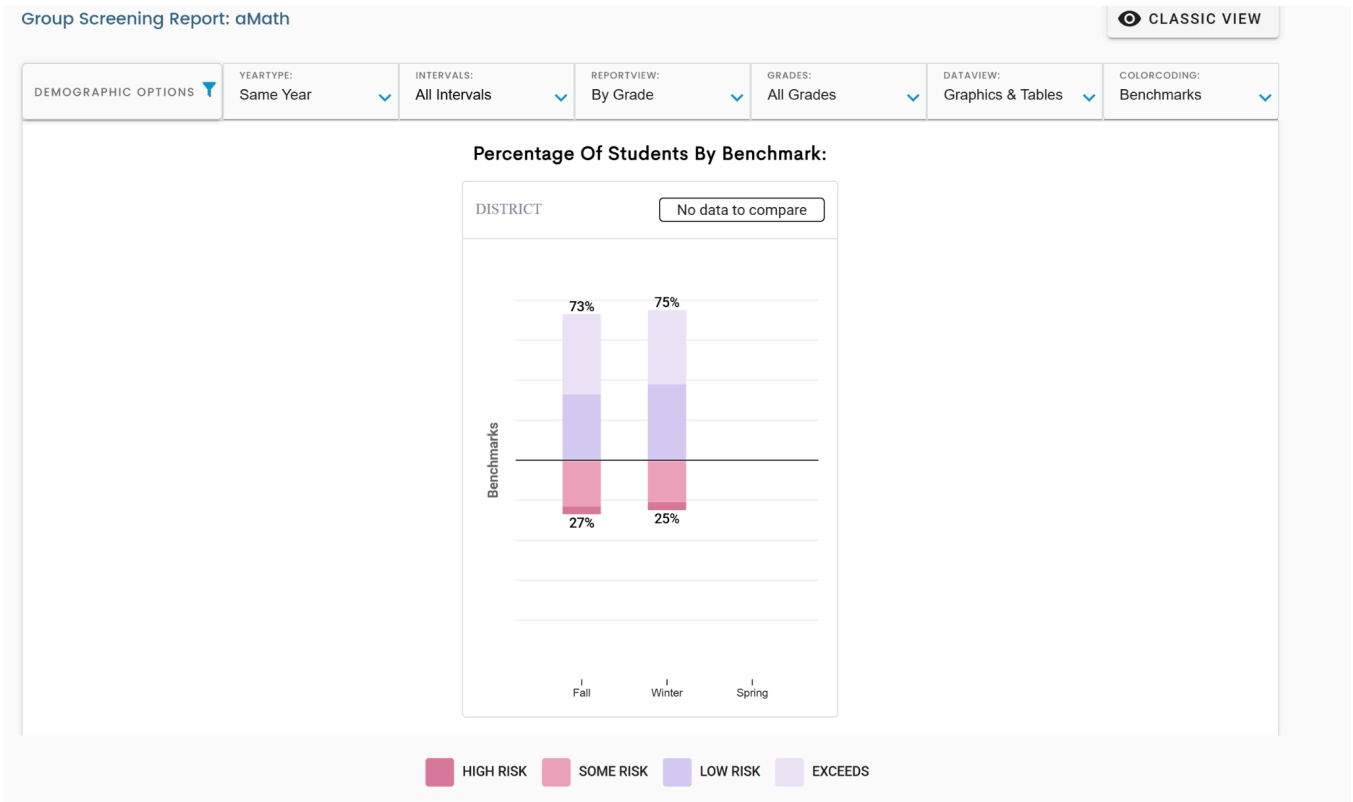 Group Screening Report: aMath
CLASSIC VIEW
DEMOGRAPHIC OPTIONS
YEARTYPE:
Same Year
INTERVALS:
All Intervals
REPORTVIEW:
By Grade
GRADES:
All Grades
DATAVIEW:
Graphics & Tables
COLORCODING:
Benchmarks
Percentage Of Students By Benchmark:
DISTRICT
No data to compare
73%
75%
Benchmarks
27%
25%
Fall
Winter
Spring
HIGH RISK
SOME RISK
LOW RISK
EXCEEDS